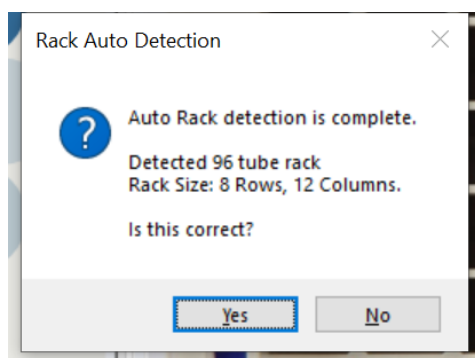 Rack Auto Detection
Auto Rack detection is complete.
Detected 96 tube rack
Rack Size: 8 Rows, 12 Columns.
Is this correct?
Yes
No